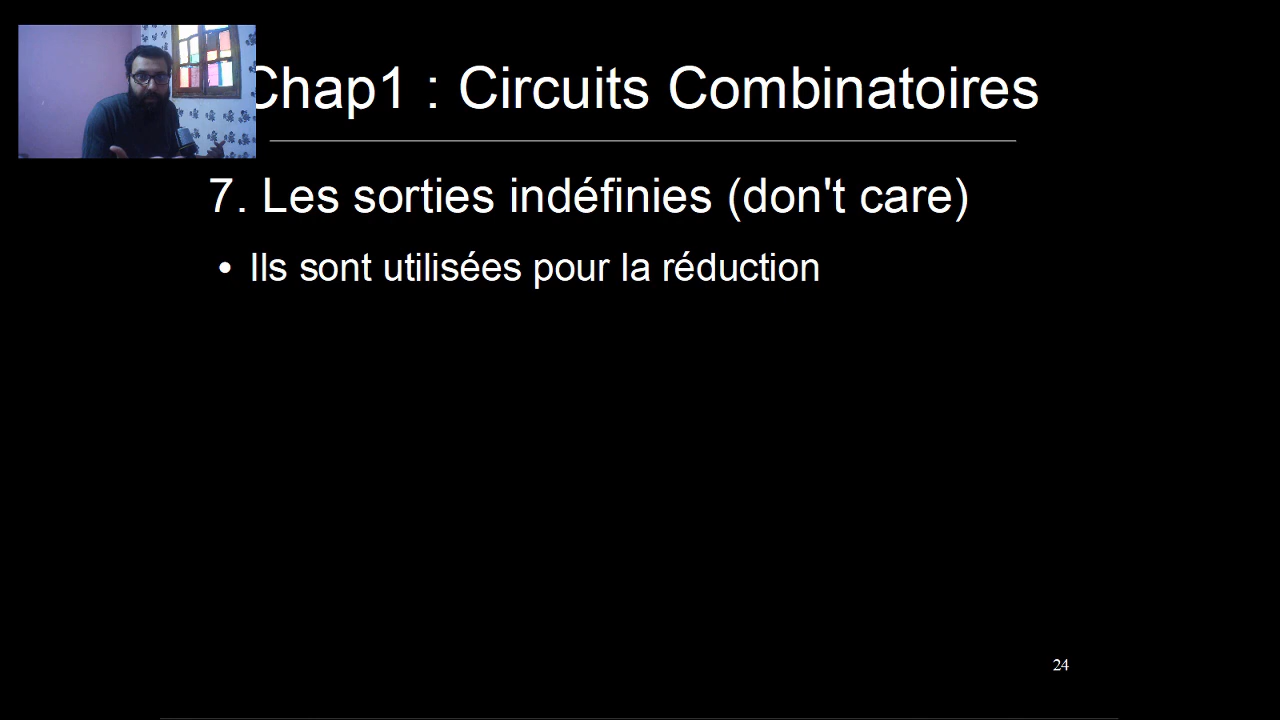 Chap1 : Circuits Combinatoires
7. Les sorties indéfinies (don't care)
• Ils sont utilisées pour la réduction
24